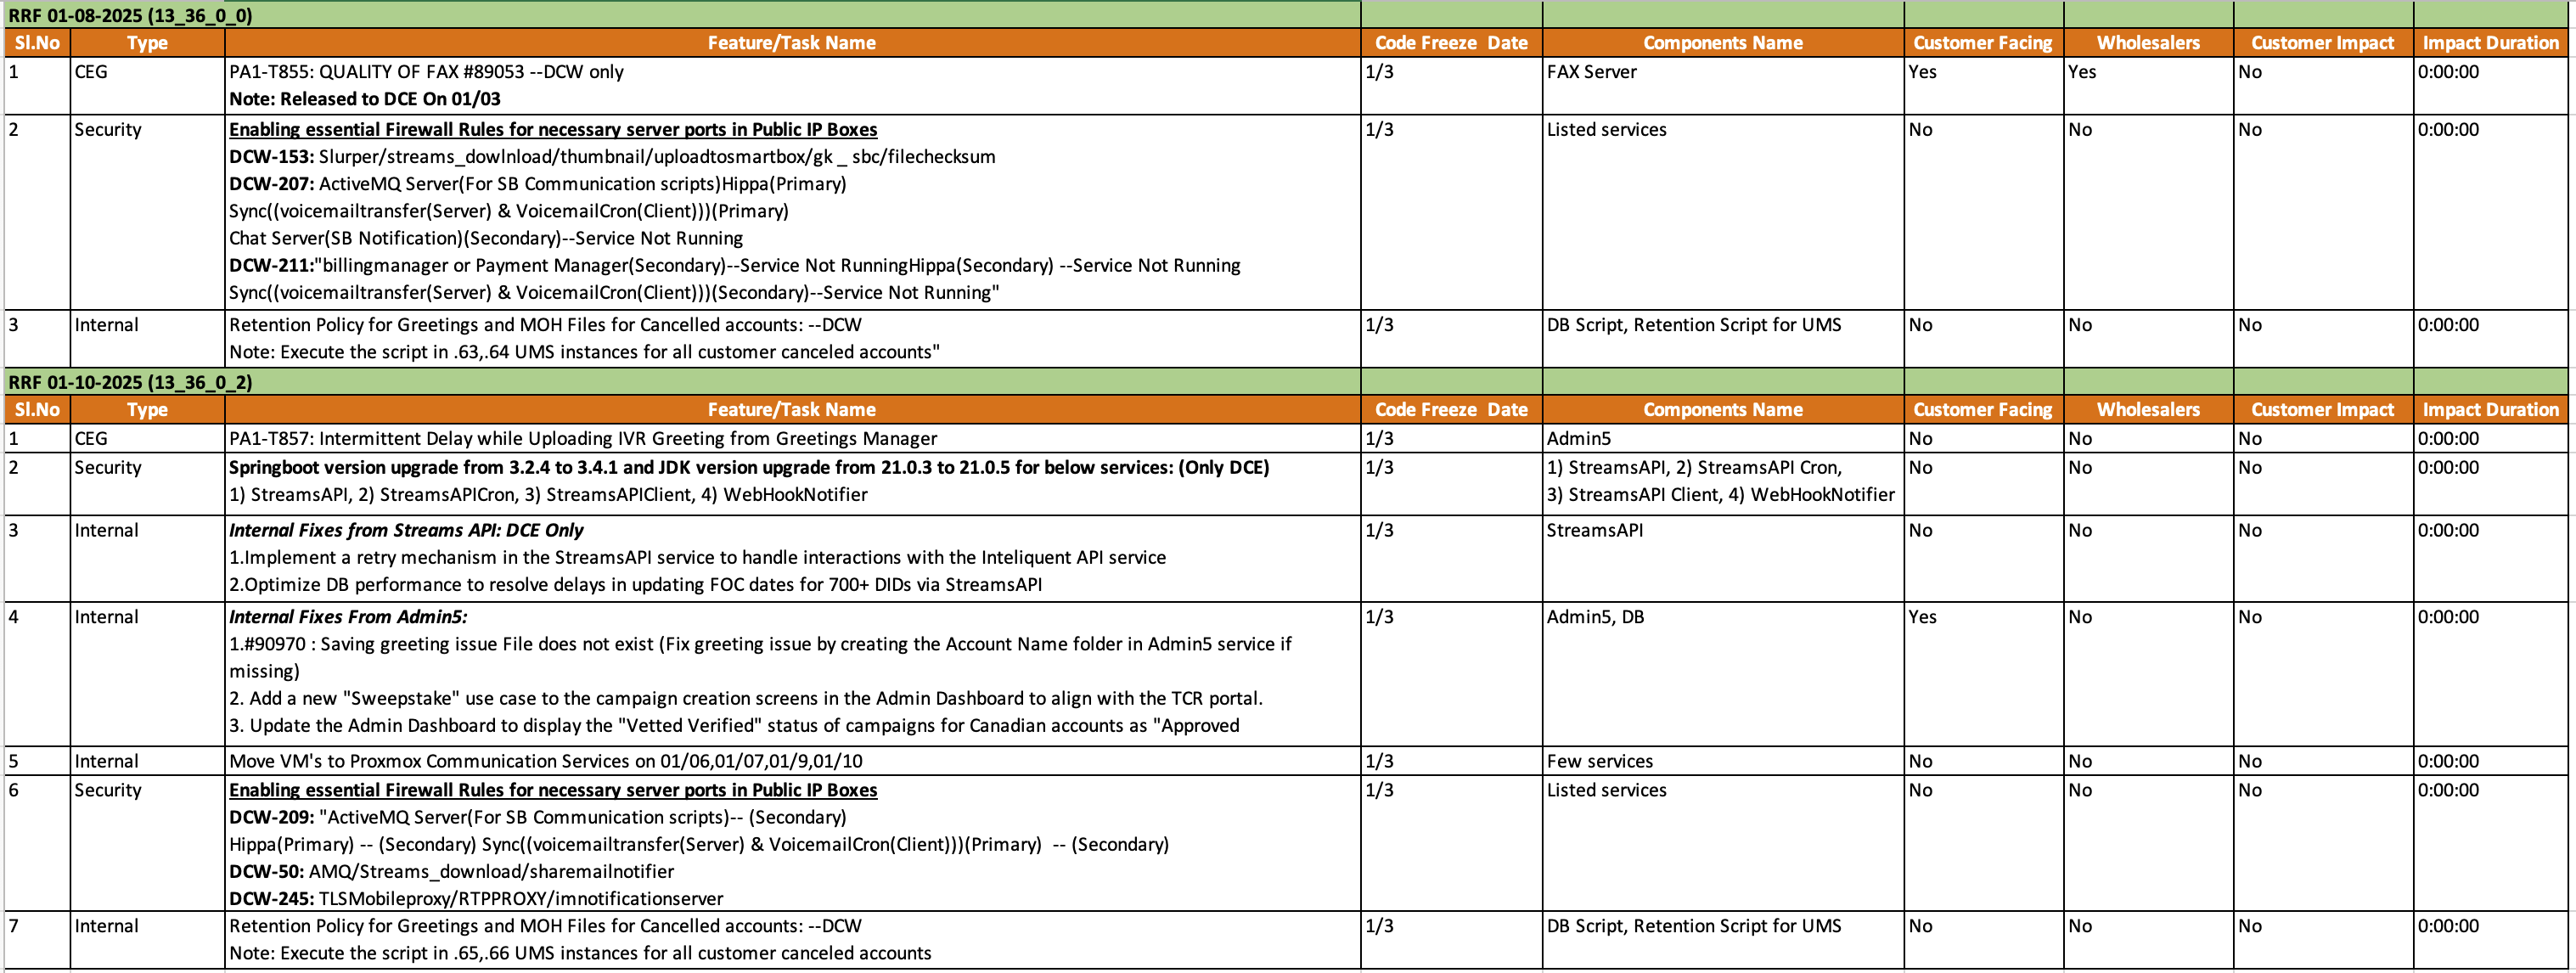 RRF 01-08-2025 (13_36_0_0)
Sl.No Type Feature/Task Name Code Freeze  Date Components Name Customer Facing Wholesalers Customer Impact Impact Duration
1 CEG PA1-T855: QUALITY OF FAX #89053 --DCW only 1/3 FAX Server Yes Yes No 0:00:00
Note: Released to DCE On 01/03
2 Security Enabling essential Firewall Rules for necessary server ports in Public IP Boxes 1/3 Listed services No No No 0:00:00
DCW-153: Slurper/streams_dowlnload/thumbnail/uploadtosmartbox/gk _ sbc/filechecksum
DCW-207: ActiveMQ Server(For SB Communication scripts)Hippa(Primary)
Sync((voicemailtransfer(Server) & VoicemailCron(Client)))(Primary)
Chat Server(SB Notification)(Secondary)--Service Not Running
DCW-211:"billingmanager or Payment Manager(Secondary)--Service Not RunningHippa(Secondary) --Service Not Running
Sync((voicemailtransfer(Server) & VoicemailCron(Client)))(Secondary)--Service Not Running"
3 Internal Retention Policy for Greetings and MOH Files for Cancelled accounts: --DCW 1/3 DB Script, Retention Script for UMS No No No 0:00:00
Note: Execute the script in .63,.64 UMS instances for all customer canceled accounts"
RRF 01-10-2025 (13_36_0_2)
Sl.No Type Feature/Task Name Code Freeze  Date Components Name Customer Facing Wholesalers Customer Impact Impact Duration
1 CEG PA1-T857: Intermittent Delay while Uploading IVR Greeting from Greetings Manager 1/3 Admin5 No No No 0:00:00
2 Security Springboot version upgrade from 3.2.4 to 3.4.1 and JDK version upgrade from 21.0.3 to 21.0.5 for below services: (Only DCE) 1/3 1) StreamsAPI, 2) StreamsAPI Cron, No No No 0:00:00
1) StreamsAPI, 2) StreamsAPICron, 3) StreamsAPIClient, 4) WebHookNotifier 3) StreamsAPI Client, 4) WebHookNotifier
3 Internal Internal Fixes from Streams API: DCE Only 1/3 StreamsAPI No No No 0:00:00
1.Implement a retry mechanism in the StreamsAPI service to handle interactions with the Inteliquent API service
2.Optimize DB performance to resolve delays in updating FOC dates for 700+ DIDs via StreamsAPI
4 Internal Internal Fixes From Admin5: 1/3 Admin5, DB Yes No No 0:00:00
1.#90970 : Saving greeting issue File does not exist (Fix greeting issue by creating the Account Name folder in Admin5 service if
missing)
2. Add a new "Sweepstake" use case to the campaign creation screens in the Admin Dashboard to align with the TCR portal.
3. Update the Admin Dashboard to display the "Vetted Verified" status of campaigns for Canadian accounts as "Approved
5 Internal Move VM's to Proxmox Communication Services on 01/06,01/07,01/9,01/10 1/3 Few services No No No 0:00:00
6 Security Enabling essential Firewall Rules for necessary server ports in Public IP Boxes 1/3 Listed services No No No 0:00:00
DCW-209: "ActiveMQ Server(For SB Communication scripts)-- (Secondary)
Hippa(Primary) -- (Secondary) Sync((voicemailtransfer(Server) & VoicemailCron(Client)))(Primary)  -- (Secondary)
DCW-50: AMQ/Streams_download/sharemailnotifier
DCW-245: TLSMobileproxy/RTPPROXY/imnotificationserver
7 Internal Retention Policy for Greetings and MOH Files for Cancelled accounts: --DCW 1/3 DB Script, Retention Script for UMS No No No 0:00:00
Note: Execute the script in .65,.66 UMS instances for all customer canceled accounts